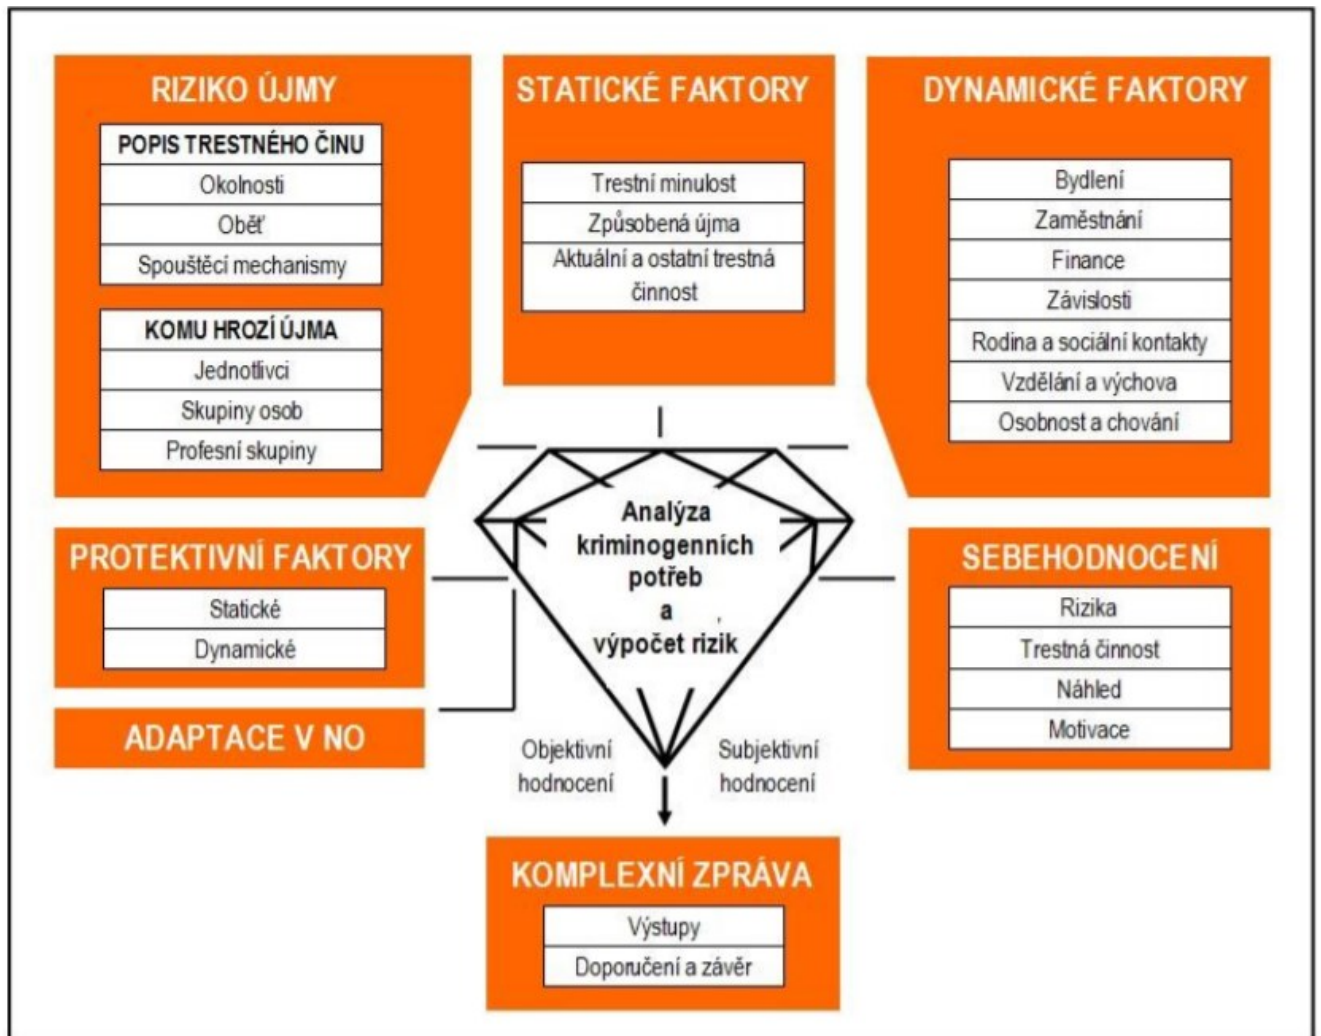 RIZIKO ÚJMY
POPIS TRESTNÉHO ČINU
Okolnosti
Oběť
Spouštěcí mechanismy
KOMU HROZÍ ÚJMA
Jednotlivci
Skupiny osob
Profesní skupiny
STATICKÉ FAKTORY
Trestní minulost
Způsobená újma
Aktuální a ostatní trestná
činnost
DYNAMICKÉ FAKTORY
Bydlení
Zaměstnání
Finance
Závislosti
Rodina a sociální kontakty
Vzdělání a výchova
Osobnost a chování
PROTEKTIVNÍ FAKTORY
Statické
Dynamické
ADAPTACE V NO
Analýza
kriminogenních
potřeb
a
výpočet rizik
SEBEHODNOCENÍ
Rizika
Trestná činnost
Náhled
Motivace
Objektivní
hodnocení
Subjektivní
hodnocení
KOMPLEXNÍ ZPRÁVA
Výstupy
Doporučení a závěr